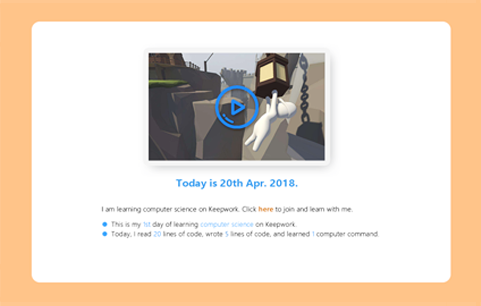 Today is 20th Apr. 2018.
I am learning computer science on Keepwork. Click here to join and learn with me.
This is my 1st day of learning computer science on Keepwork.
Today, I read 20 lines of code, wrote 5 lines of code, and learned 1 computer command.